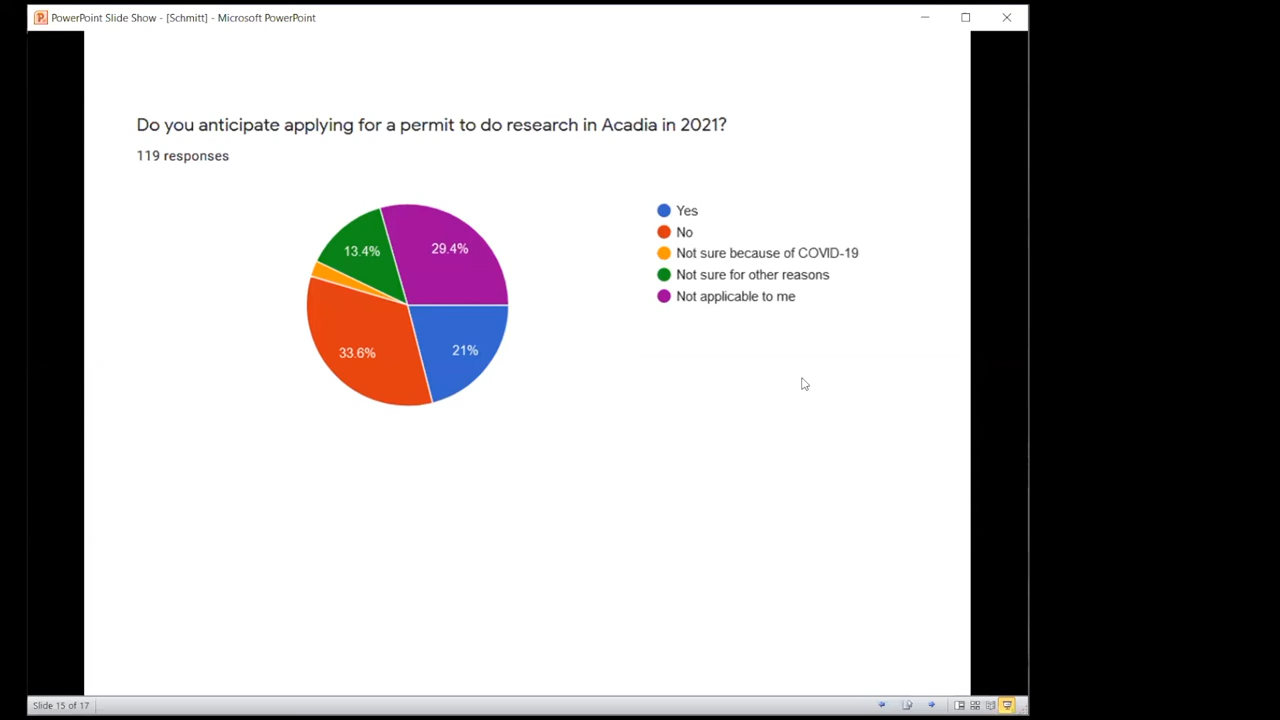 PowerPoint Slide Show - [Schmitt] - Microsoft PowerPoint
Do you anticipate applying for a permit to do research in Acadia in 2021?
119 responses
Yes
No
Not sure because of COVID-19
Not sure for other reasons
Not applicable to me
13.4%
29.4%
33.6%
21%
Slide 15 of 17